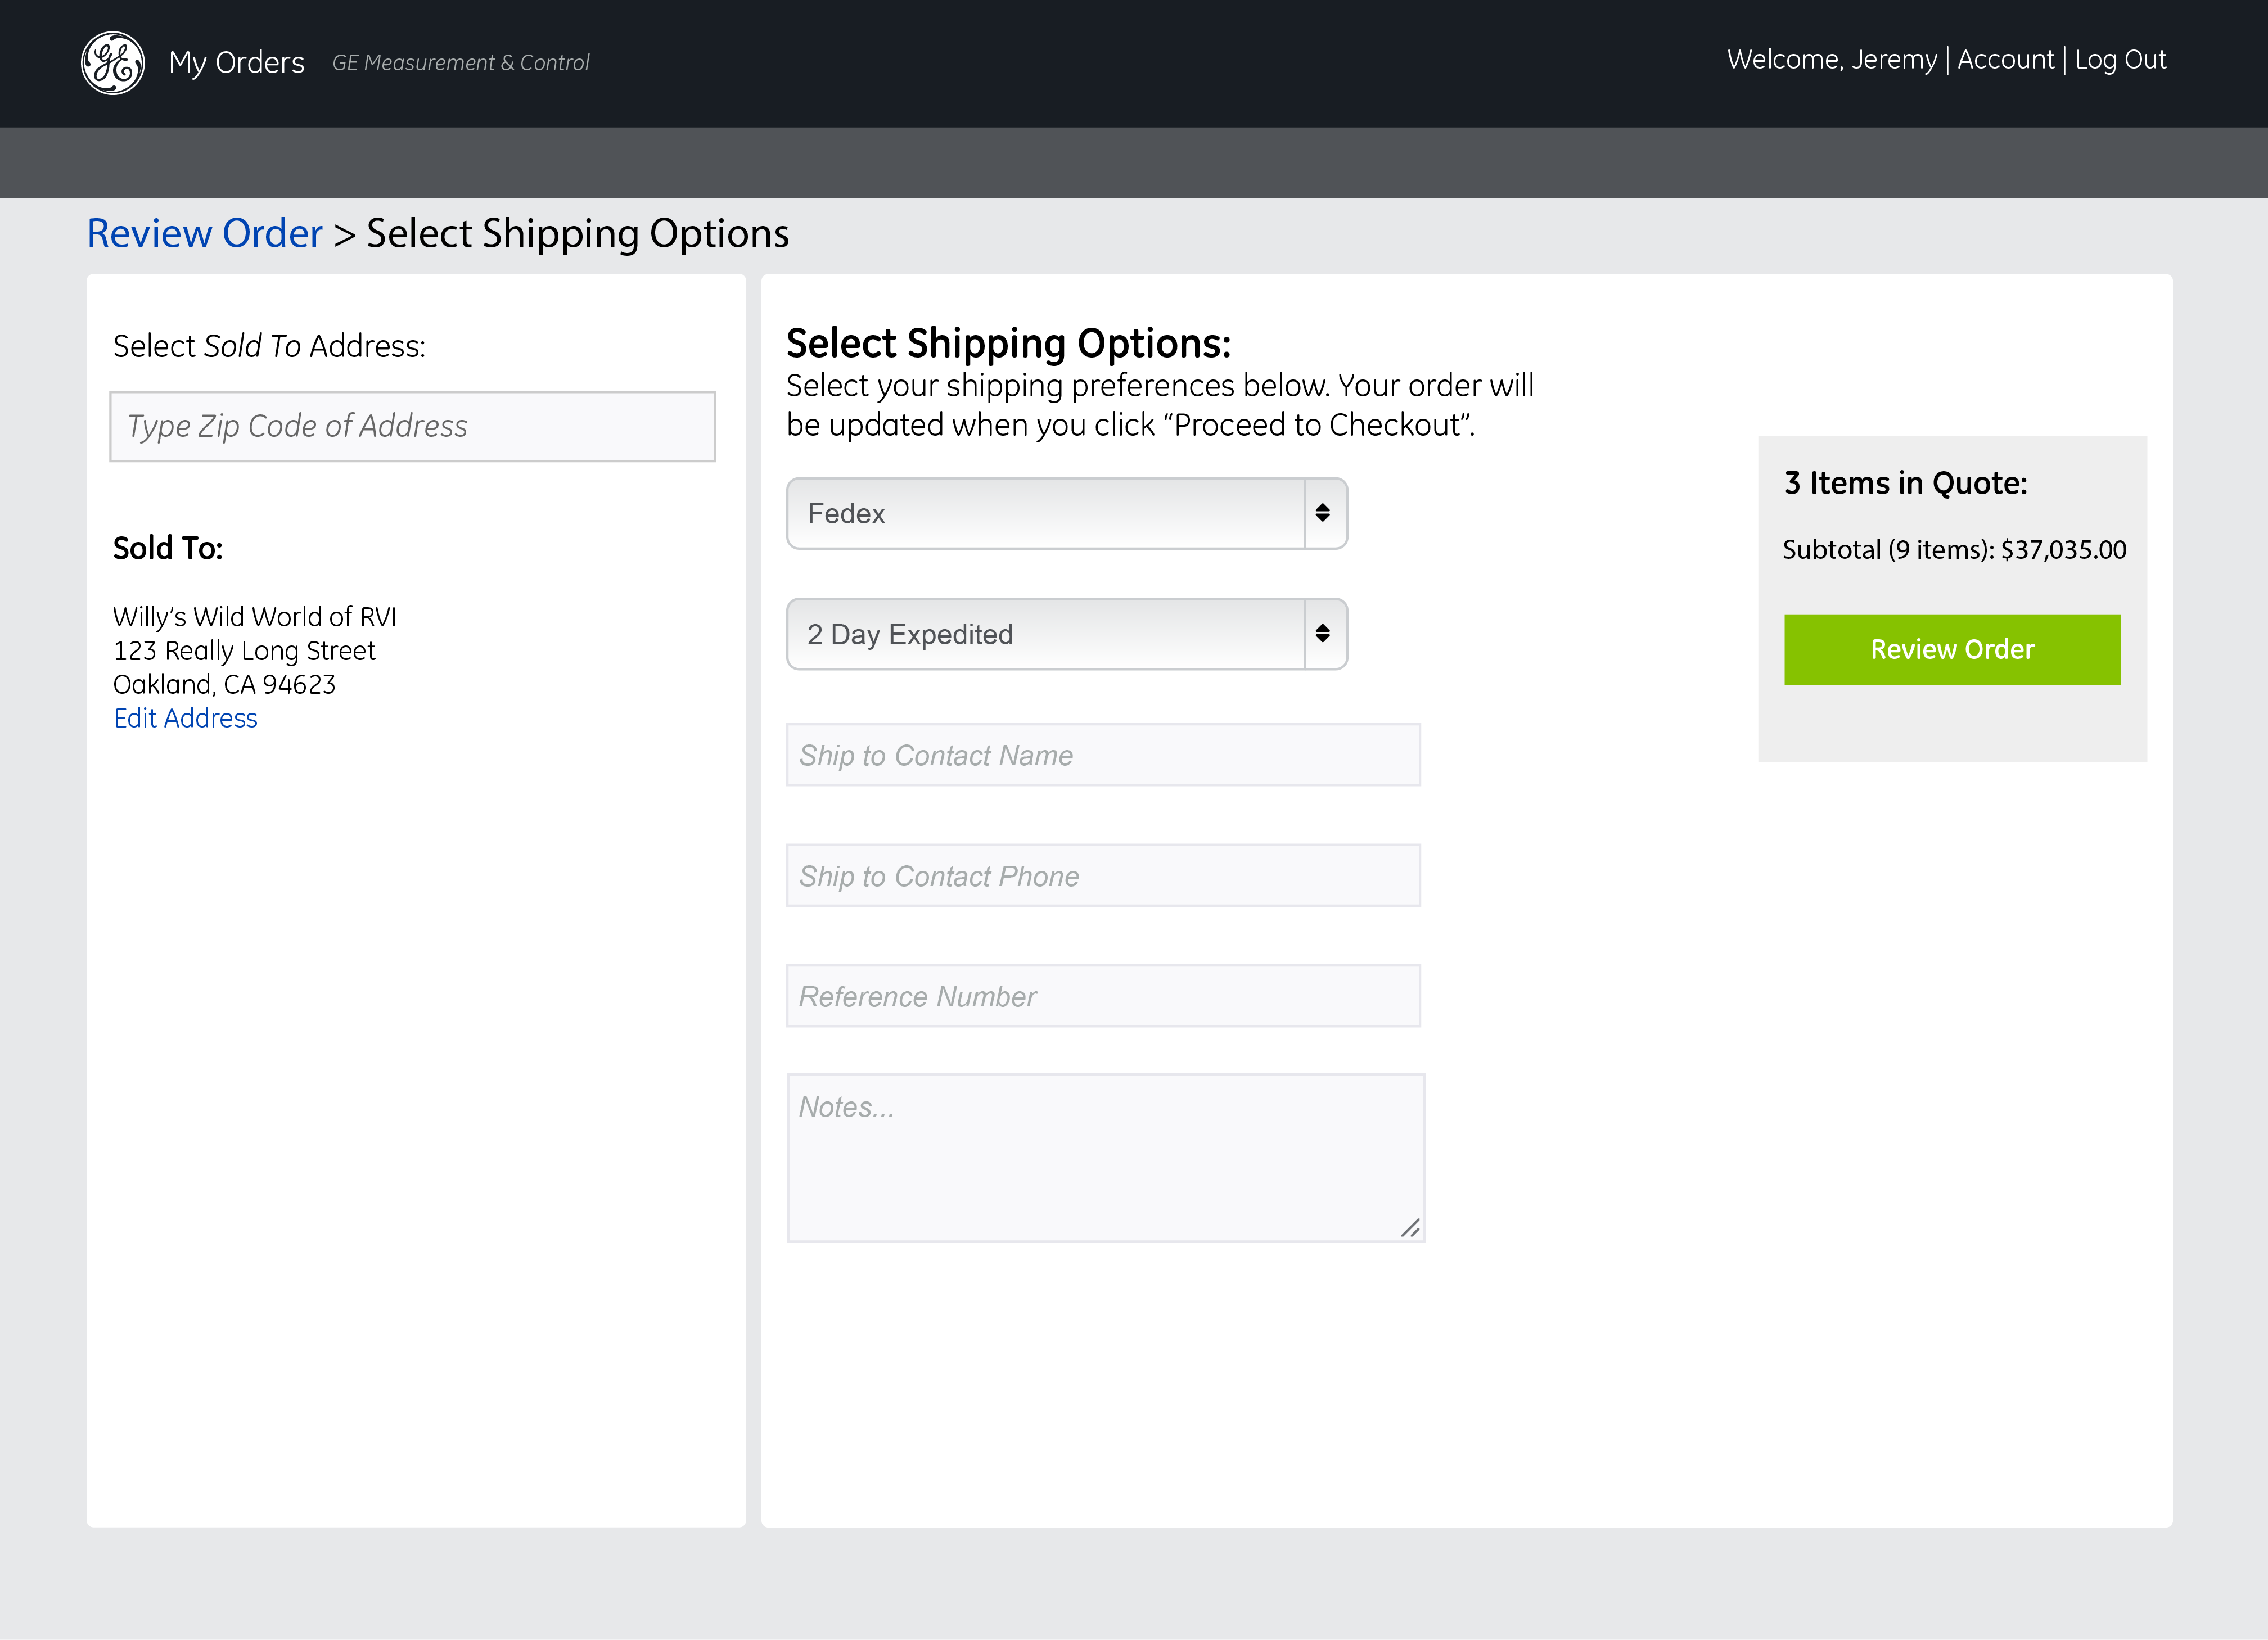 GE My Orders GE Measurement & Control
Welcome, Jeremy | Account | Log Out
Review Order > Select Shipping Options
Select Sold To Address:
Type Zip Code of Address
Sold To:
Willy’s Wild World of RVI
123 Really Long Street
Oakland, CA 94623
Edit Address
Select Shipping Options:
Select your shipping preferences below. Your order will
be updated when you click “Proceed to Checkout”.
Fedex
2 Day Expedited
Ship to Contact Name
Ship to Contact Phone
Reference Number
Notes...
3 Items in Quote:
Subtotal (9 items): $37,035.00
Review Order